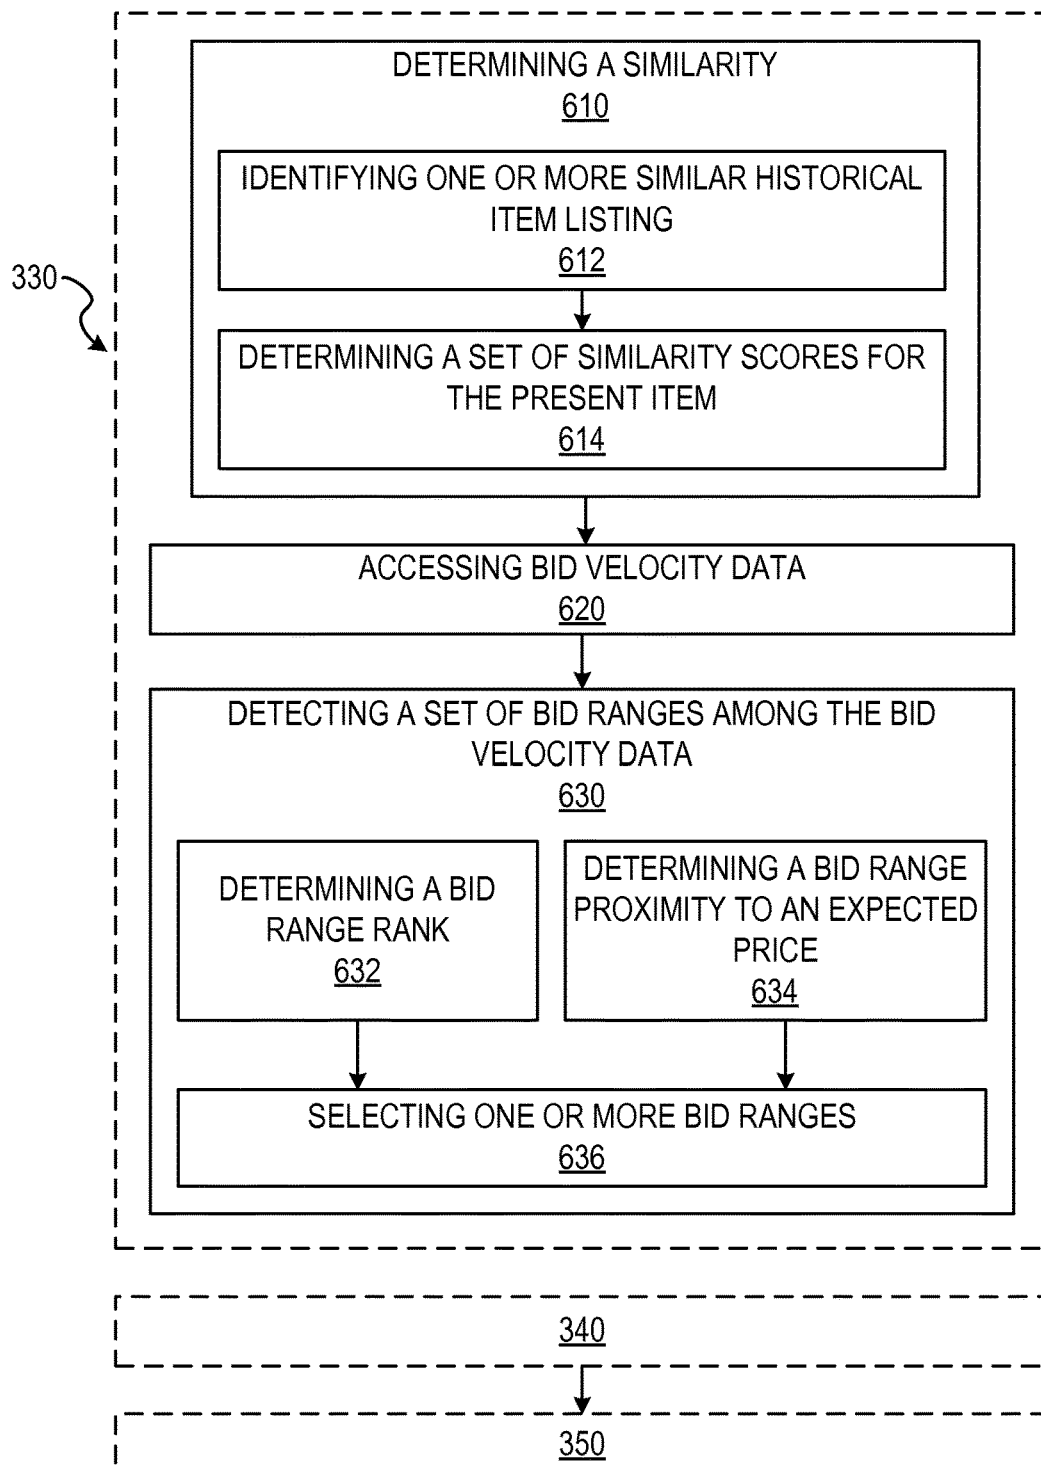 DETERMINING A SIMILARITY
610
IDENTIFYING ONE OR MORE SIMILAR HISTORICAL
ITEM LISTING
612
330
DETERMINING A SET OF SIMILARITY SCORES FOR
THE PRESENT ITEM
614
ACCESSING BID VELOCITY DATA
620
DETECTING A SET OF BID RANGES AMONG THE BID
VELOCITY DATA
630
DETERMINING A BID
RANGE RANK
632
DETERMINING A BID RANGE
PROXIMITY TO AN EXPECTED
PRICE
634
SELECTING ONE OR MORE BID RANGES
636
340
350